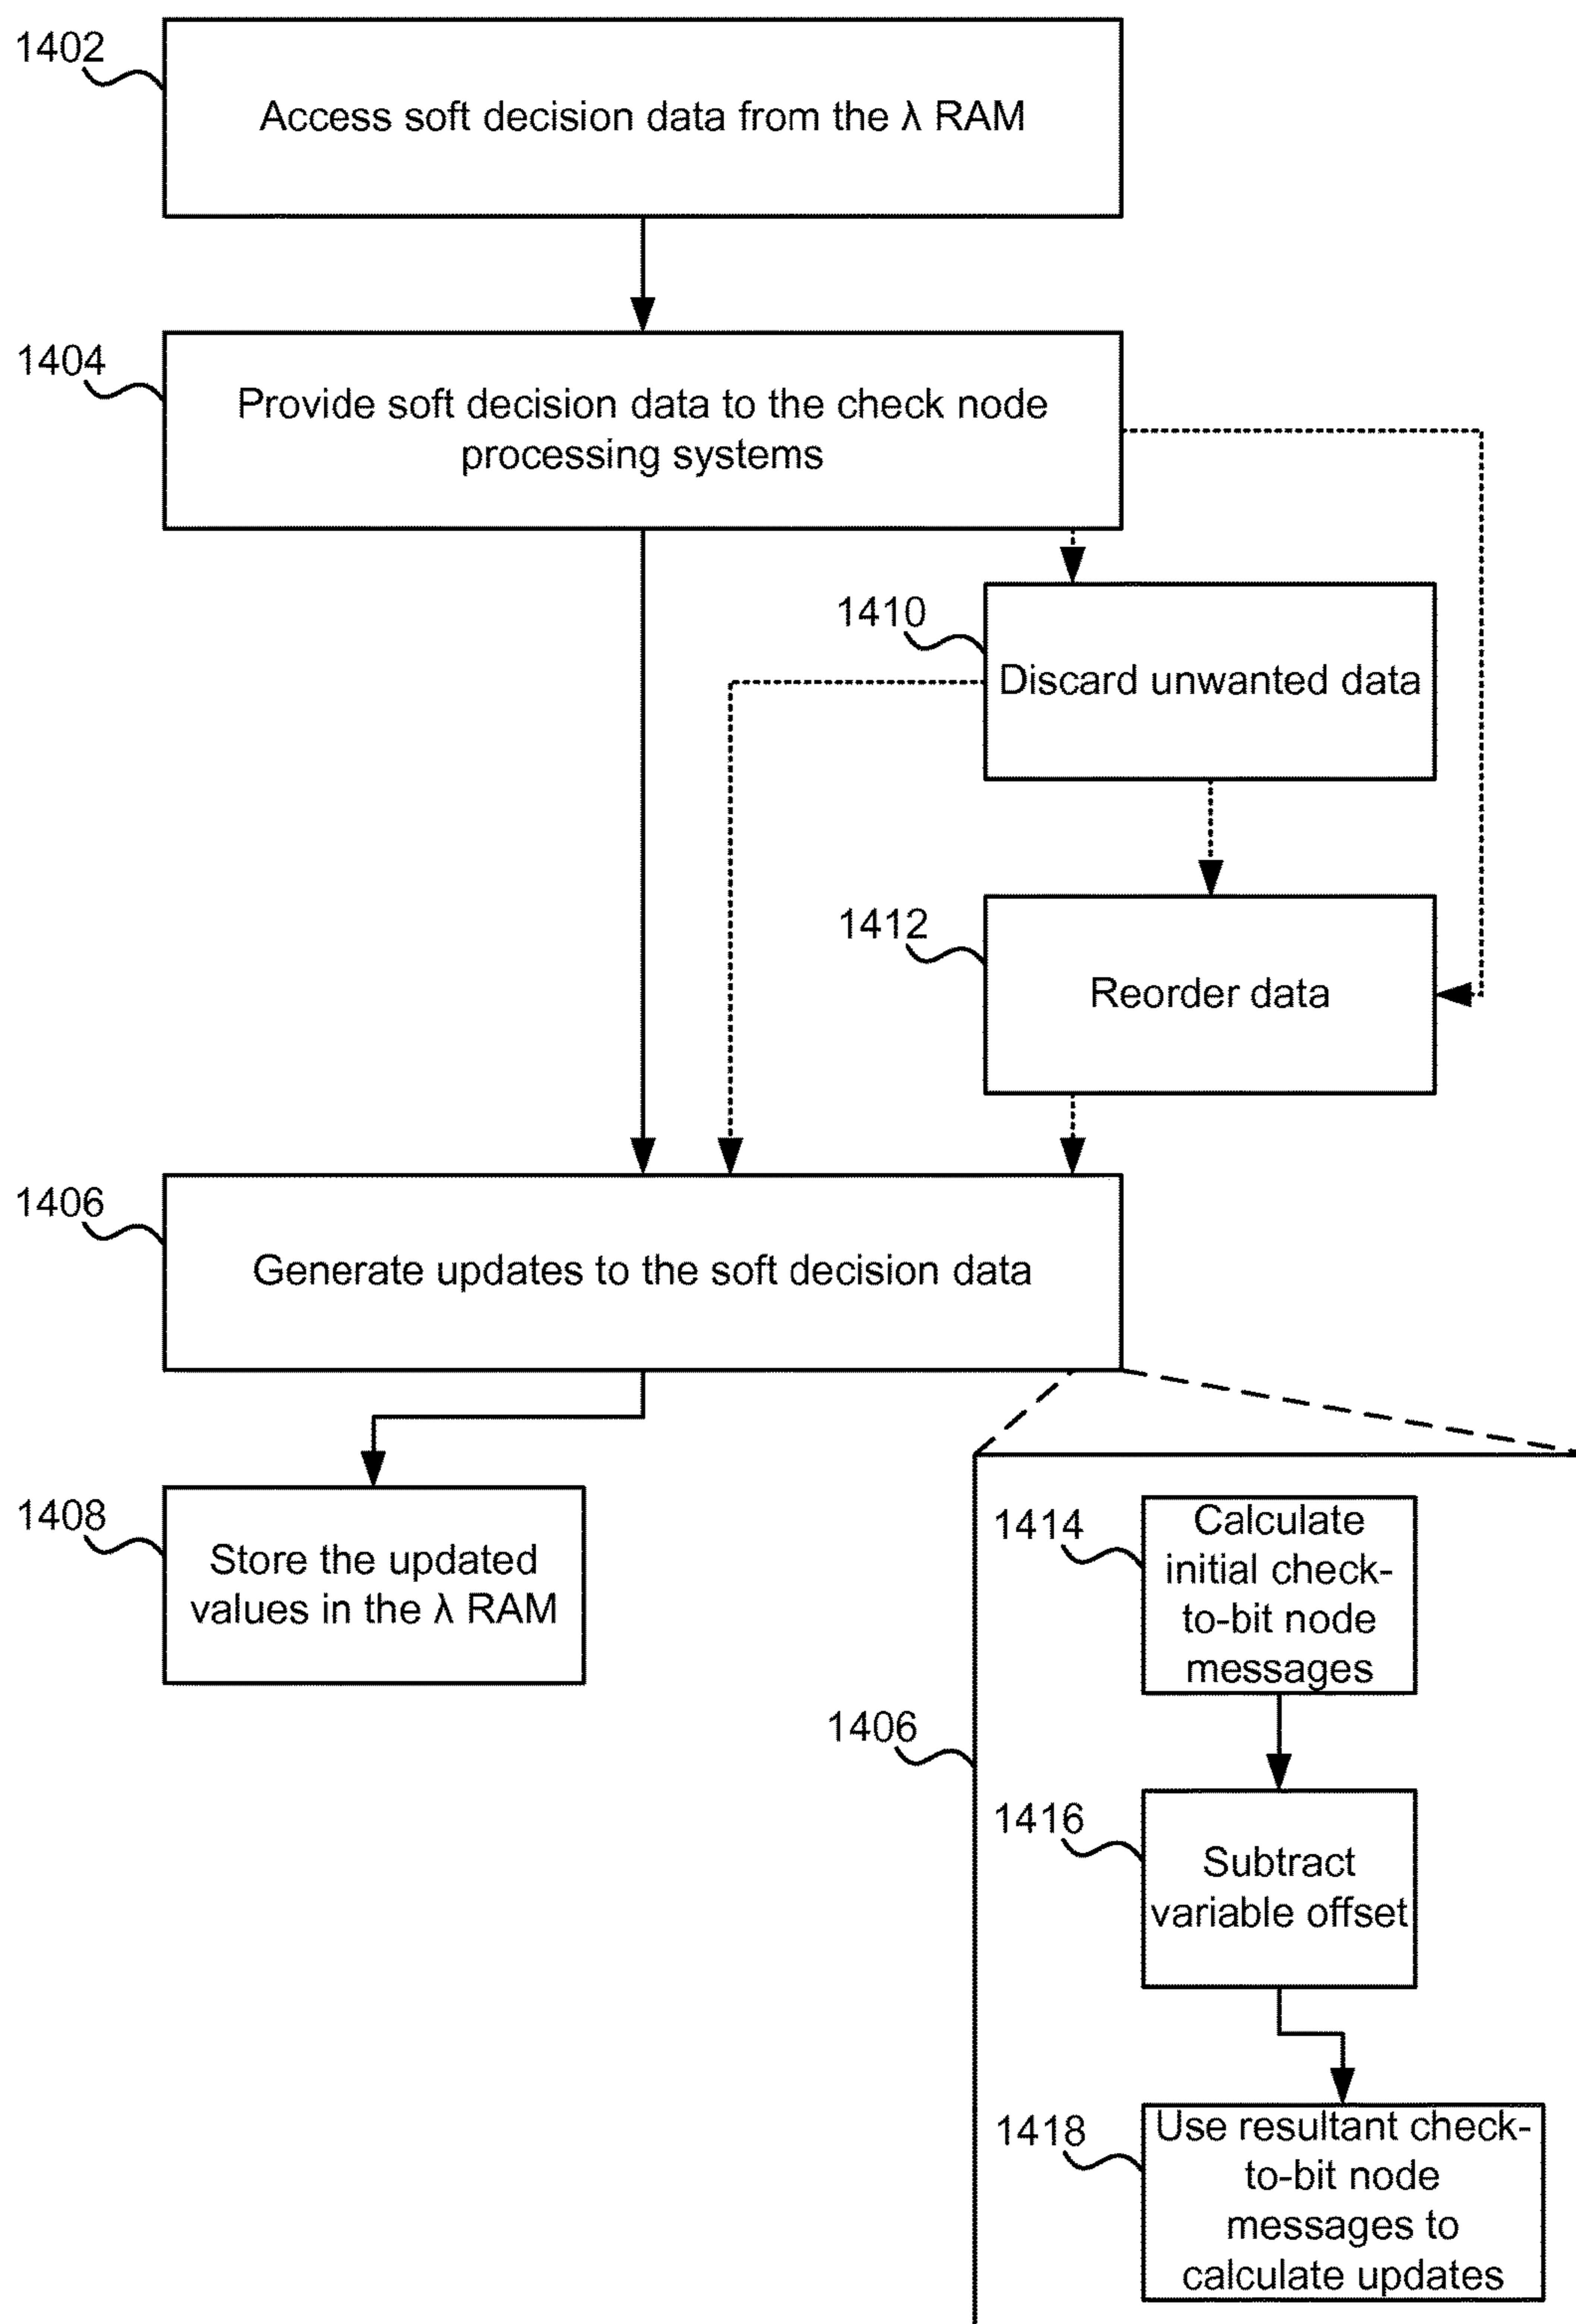 1402
Access soft decision data from the λ RAM
1404
Provide soft decision data to the check node
processing systems
1410
Discard unwanted data
1412
Reorder data
1406
Generate updates to the soft decision data
1408
Store the updated
values in the λ RAM
1414
Calculate
initial check-
to-bit node
messages
1406
1416
Subtract
variable offset
1418
Use resultant check-
to-bit node
messages to
calculate updates